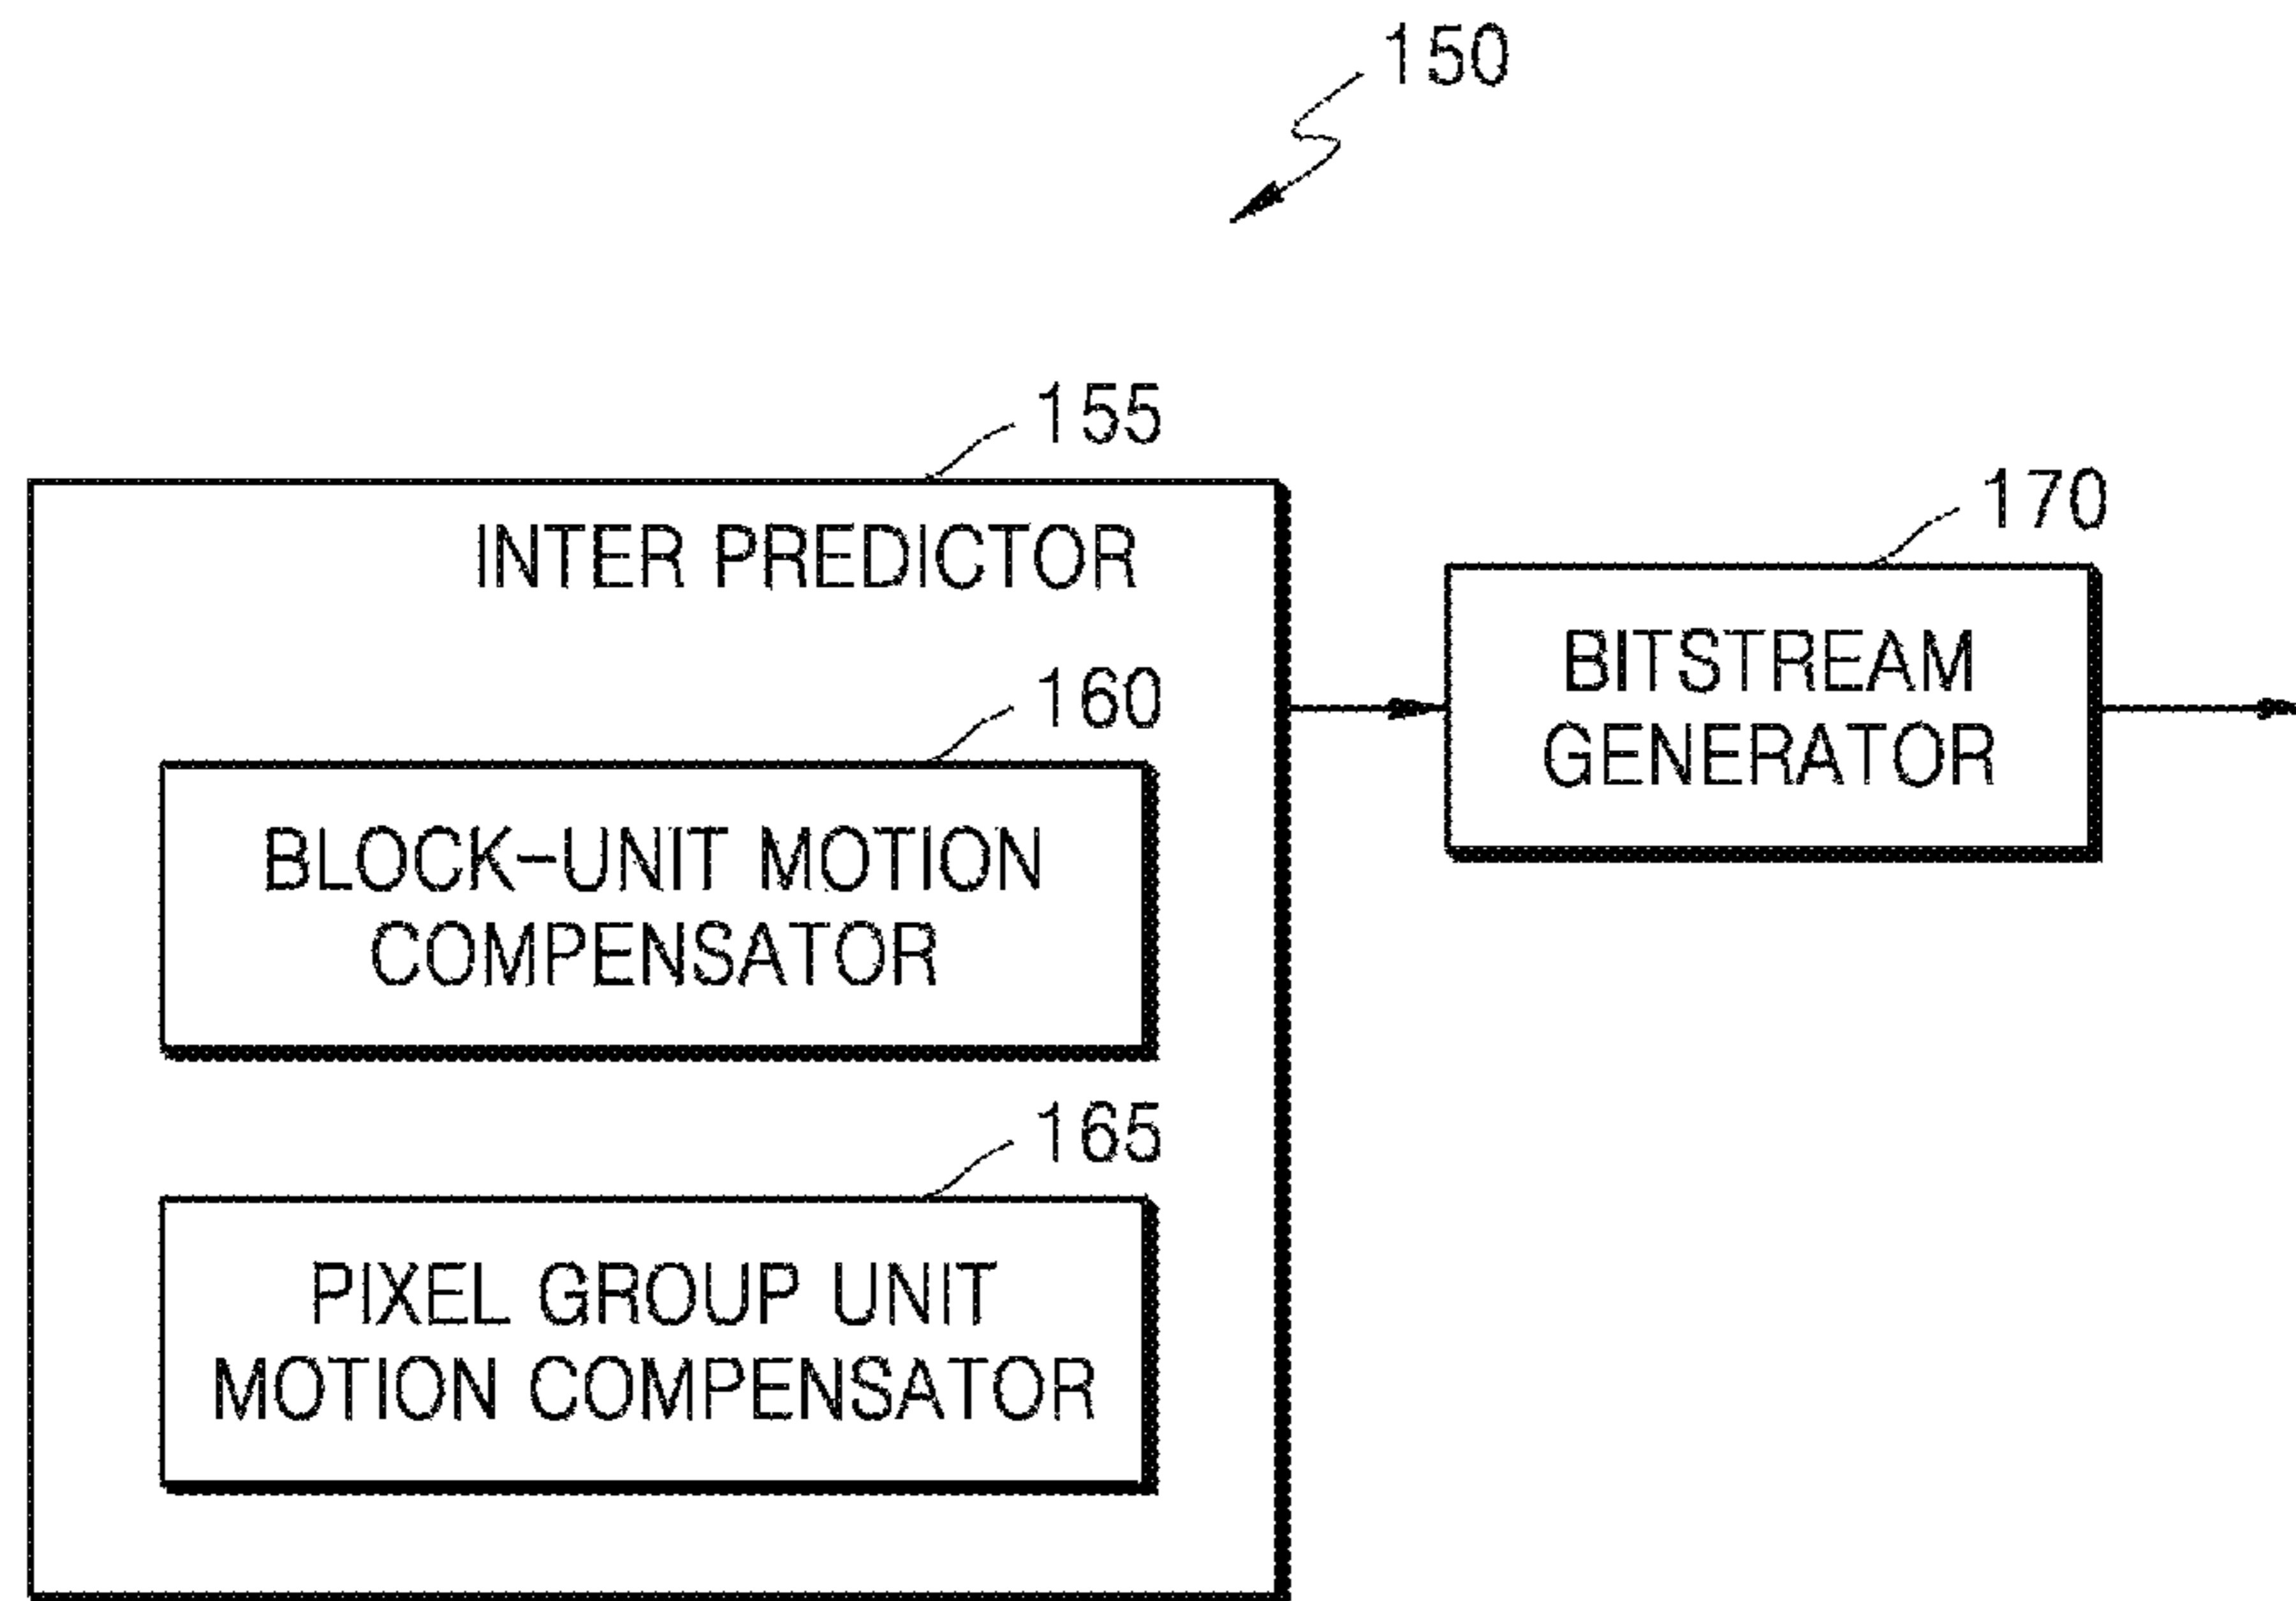 150
155
INTER PREDICTOR
170
BITSTREAM
GENERATOR
160
BLOCK-UNIT MOTION
COMPENSATOR
165
PIXEL GROUP UNIT
MOTION COMPENSATOR